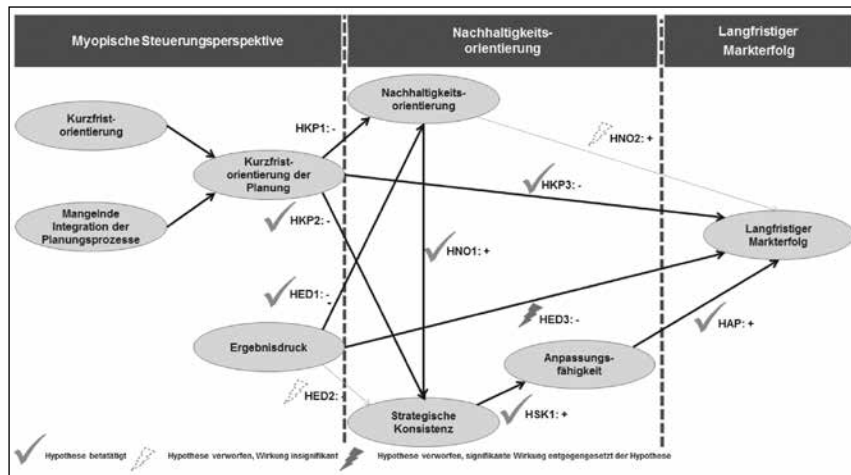 Myopische Steuerungsperspektive
Nachhaltigkeits-
orientierung
Langfristiger
Markterfolg
Nachhaltigkeits-
orientierung
Kurzfrist-
orientierung
HKP1: -
HNO2: +
Kurzfrist-
orientierung der
Planung
HKP3: -
Mangelnde
Integration der
Planungsprozesse
HKP2: -
Langfristiger
Markterfolg
HNO1: +
HED1: -
-
HED3: -
HAP: +
Ergebnisdruck
Anpassungs-
fähigkeit
HED2: -
Strategische
Konsistenz
HSK1: +
Hypothese betatätigt
Hypothese verworfen, Wirkung insignifikant
Hypothese verworfen, signifikante Wirkung entgegengesetzt der Hypothese